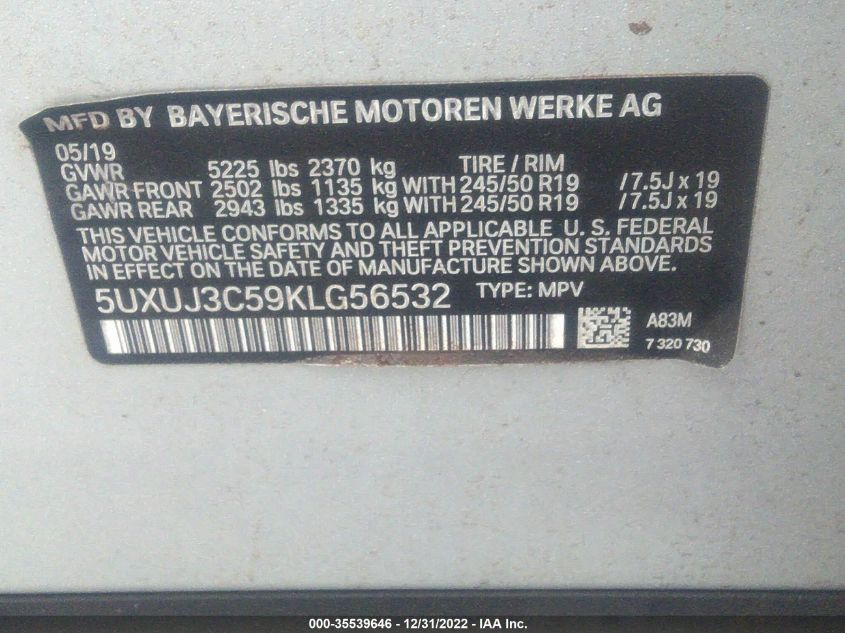 MFD BY BAYERISCHE MOTOREN WERKE AG
05/19
GVWR 5225 lbs 2370 kg TIRE / RIM
GAWR FRONT 2502 lbs 1135 kg WITH 245/50 R19 /7.5J x 19
GAWR REAR 2943 lbs 1335 kg WITH 245/50 R19 /7.5J x 19
THIS VEHICLE CONFORMS TO ALL APPLICABLE U. S. FEDERAL
MOTOR VEHICLE SAFETY AND THEFT PREVENTION STANDARDS
IN EFFECT ON THE DATE OF MANUFACTURE SHOWN ABOVE.
5UXUJ3C59KLG56532 TYPE: MPV
A83M
7 320 730
000-35539646 - 12/31/2022 - IAA Inc.